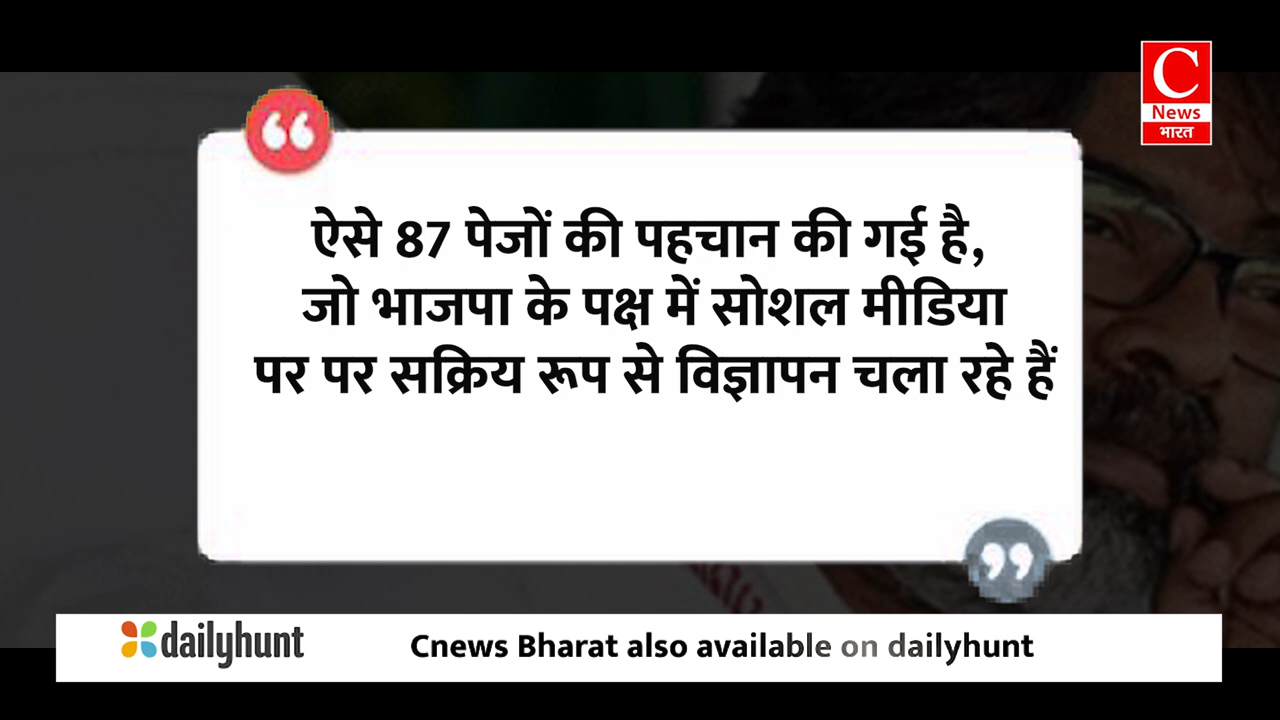 C
News
भारत
ऐसे 87 पेजों की पहचान की गई है,
जो भाजपा के पक्ष में सोशल मीडिया
पर पर सक्रिय रूप से विज्ञापन चला रहे हैं
dailyhunt
Cnews Bharat also available on dailyhunt